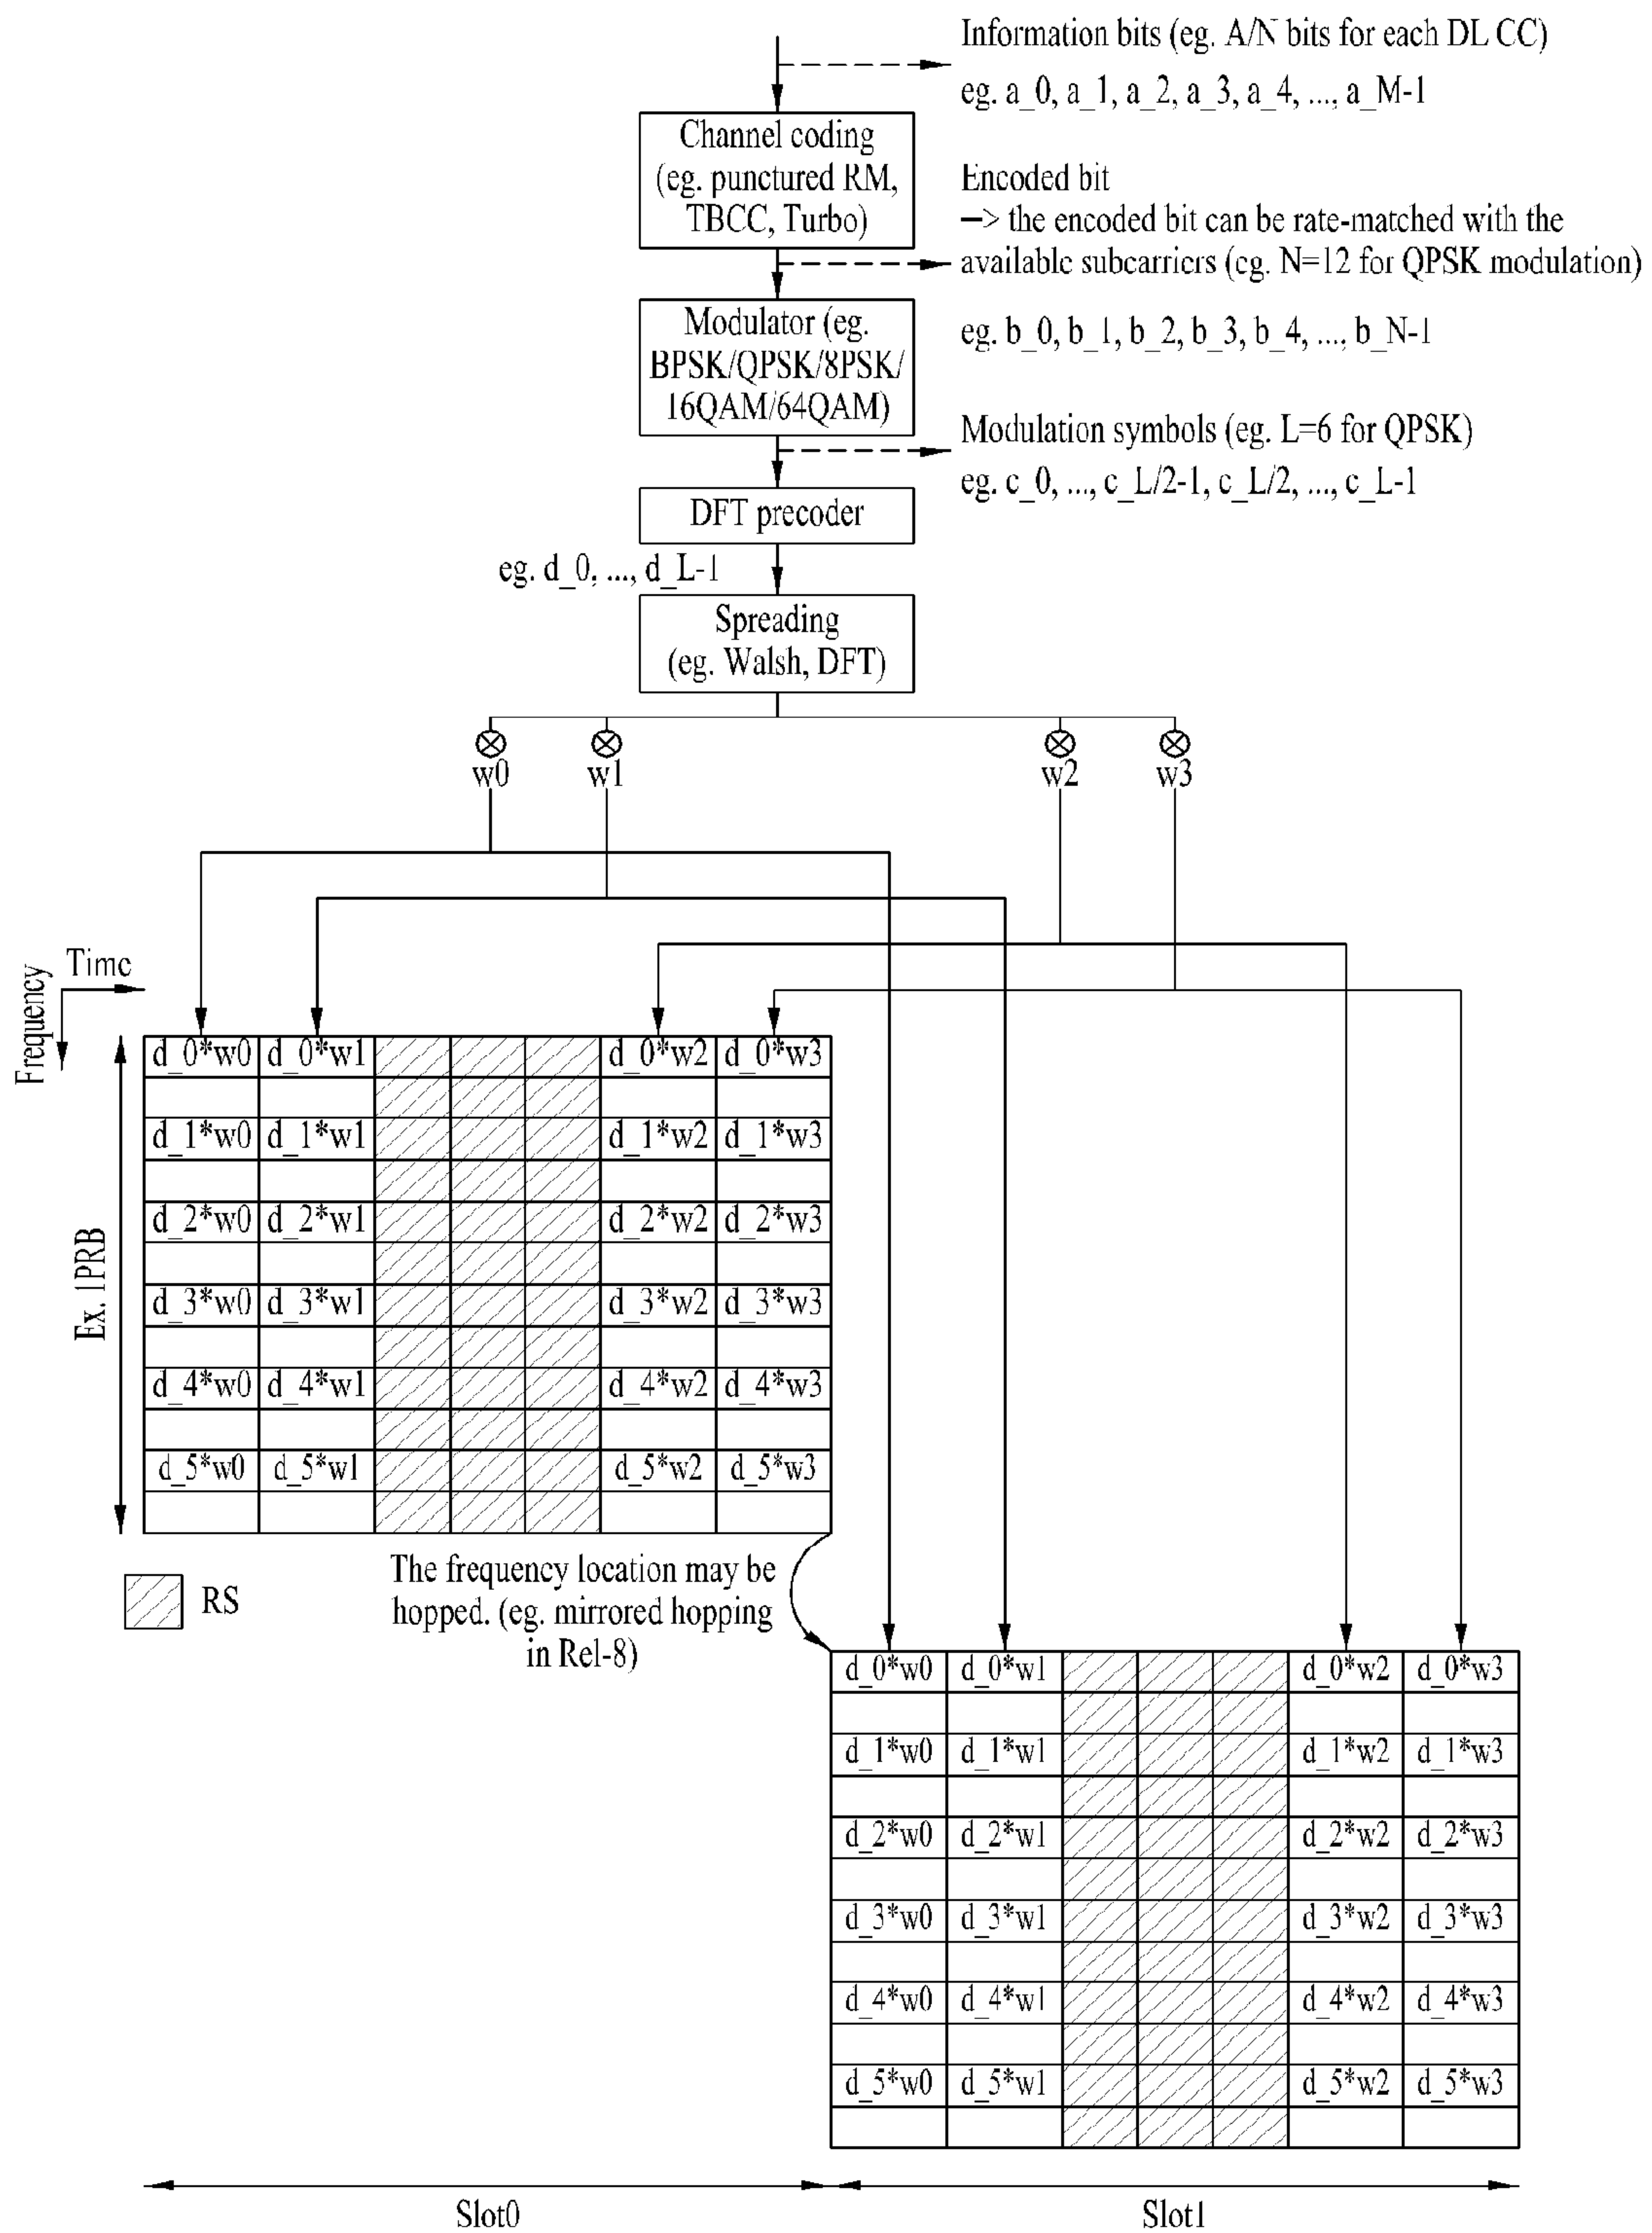 Information bits (eg. A/N bits for each DL CC)
eg. a_0, a_1, a_2, a_3, a_4, ..., a_M-1
Channel coding
(eg. punctured RM,
TBCC, Turbo)
Encoded bit
—> the encoded bit can be rate-matched with the
available subcarriers (eg. N=12 for QPSK modulation)
Modulator (eg.
BPSK/QPSK/8PSK/
16QAM/64QAM)
eg. b_0, b_1, b_2, b_3, b_4, ..., b_N-1
Modulation symbols (eg. L=6 for QPSK)
eg. c_0, ..., c_L/2-1, c_L/2, ..., c_L-1
DFT precoder
eg. d_0, ..., d_L-1
Spreading
(eg. Walsh, DFT)
w0 w1 w2 w3
Time
Frequency
Ex. 1PRB
d_0*w0 d_0*w1 d_0*w2 d_0*w3
d_1*w0 d_1*w1 d_1*w2 d_1*w3
d_2*w0 d_2*w1 d_2*w2 d_2*w3
d_3*w0 d_3*w1 d_3*w2 d_3*w3
d_4*w0 d_4*w1 d_4*w2 d_4*w3
d_5*w0 d_5*w1 d_5*w2 d_5*w3
RS
The frequency location may be
hopped. (eg. mirrored hopping
in Rel-8)
d_0*w0 d_0*w1 d_0*w2 d_0*w3
d_1*w0 d_1*w1 d_1*w2 d_1*w3
d_2*w0 d_2*w1 d_2*w2 d_2*w3
d_3*w0 d_3*w1 d_3*w2 d_3*w3
d_4*w0 d_4*w1 d_4*w2 d_4*w3
d_5*w0 d_5*w1 d_5*w2 d_5*w3
Slot0 Slot1